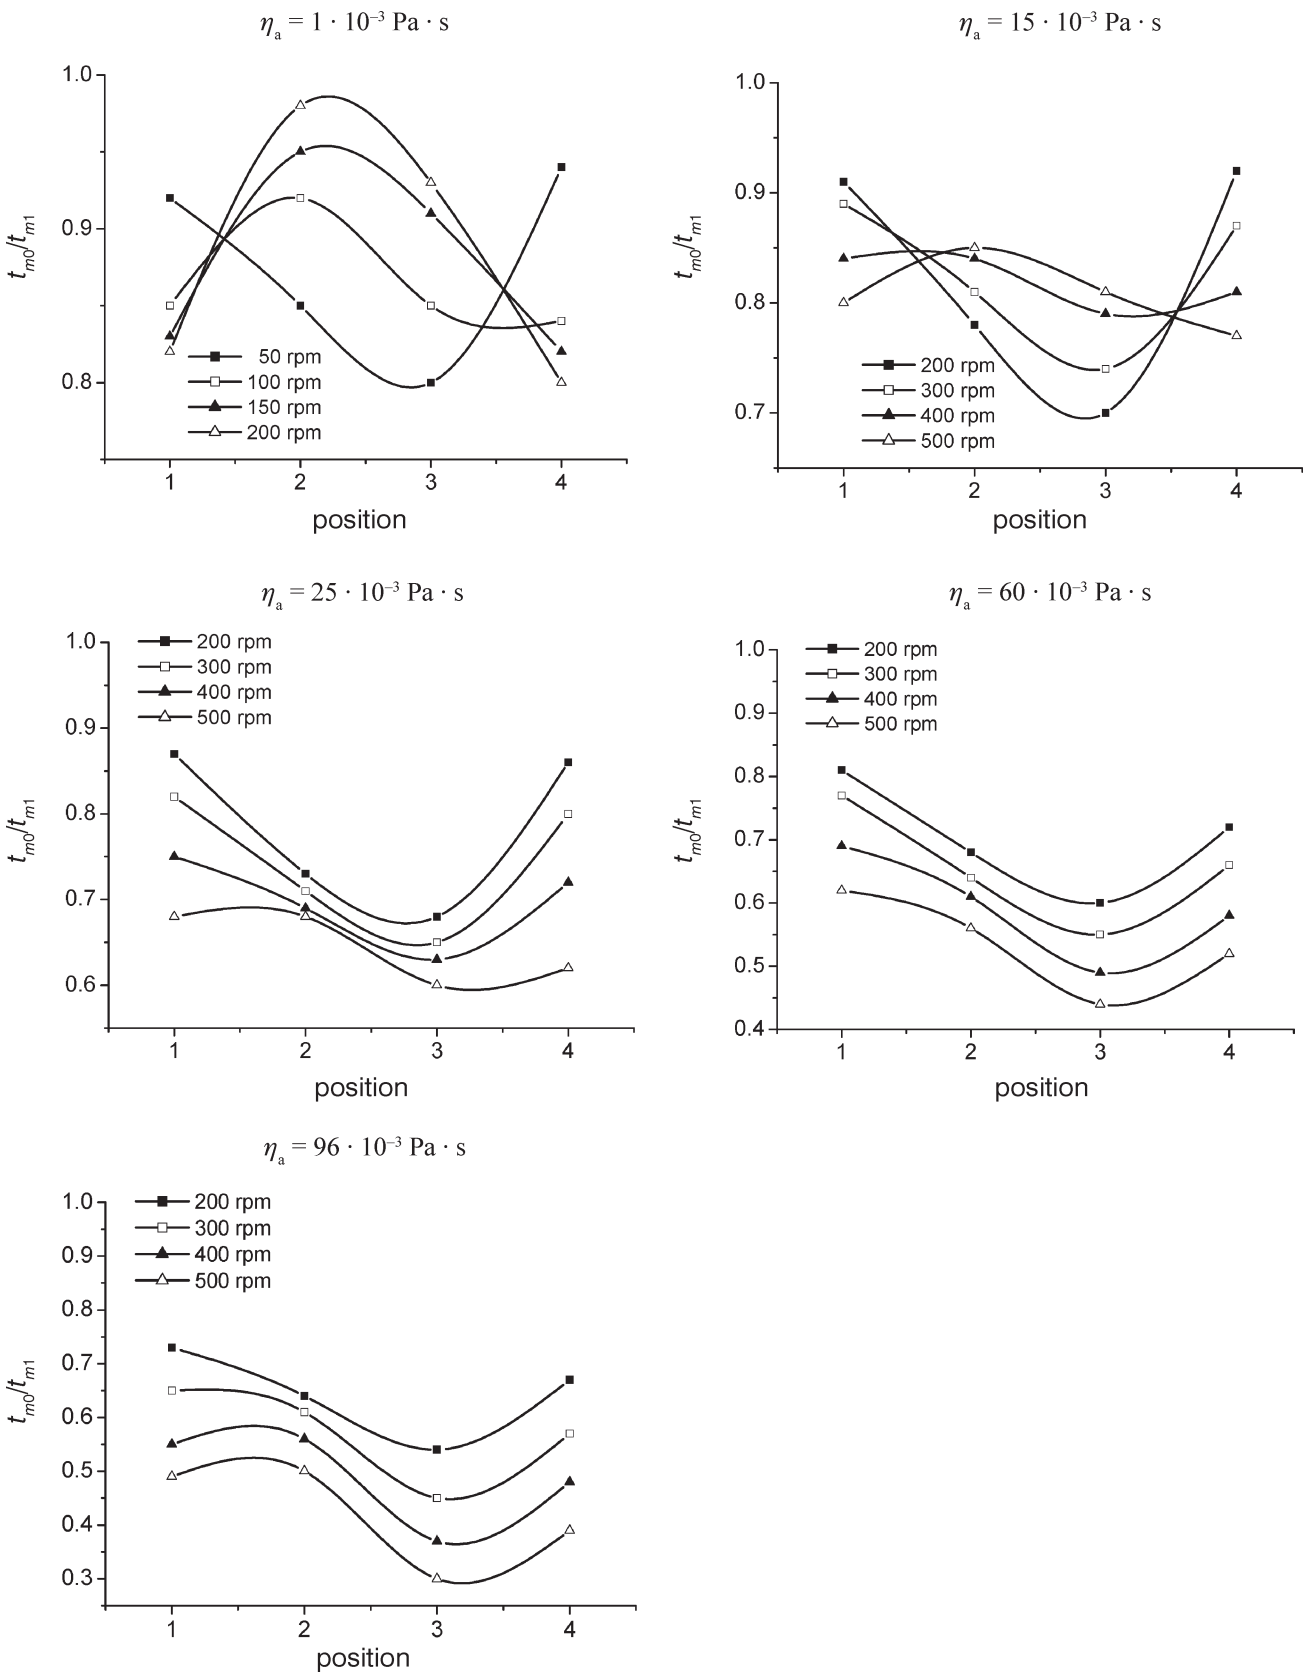 ηa = 1 · 10–3 Pa · s
1.0
0.9
0.8
tm0/tm1
50 rpm
100 rpm
150 rpm
200 rpm
1 2 3 4
position
ηa = 15 · 10–3 Pa · s
1.0
0.9
0.8
0.7
tm0/tm1
200 rpm
300 rpm
400 rpm
500 rpm
1 2 3 4
position
ηa = 25 · 10–3 Pa · s
1.0
0.9
0.8
0.7
0.6
tm0/tm1
200 rpm
300 rpm
400 rpm
500 rpm
1 2 3 4
position
ηa = 60 · 10–3 Pa · s
1.0
0.9
0.8
0.7
0.6
0.5
0.4
tm0/tm1
200 rpm
300 rpm
400 rpm
500 rpm
1 2 3 4
position
ηa = 96 · 10–3 Pa · s
1.0
0.9
0.8
0.7
0.6
0.5
0.4
0.3
tm0/tm1
200 rpm
300 rpm
400 rpm
500 rpm
1 2 3 4
position